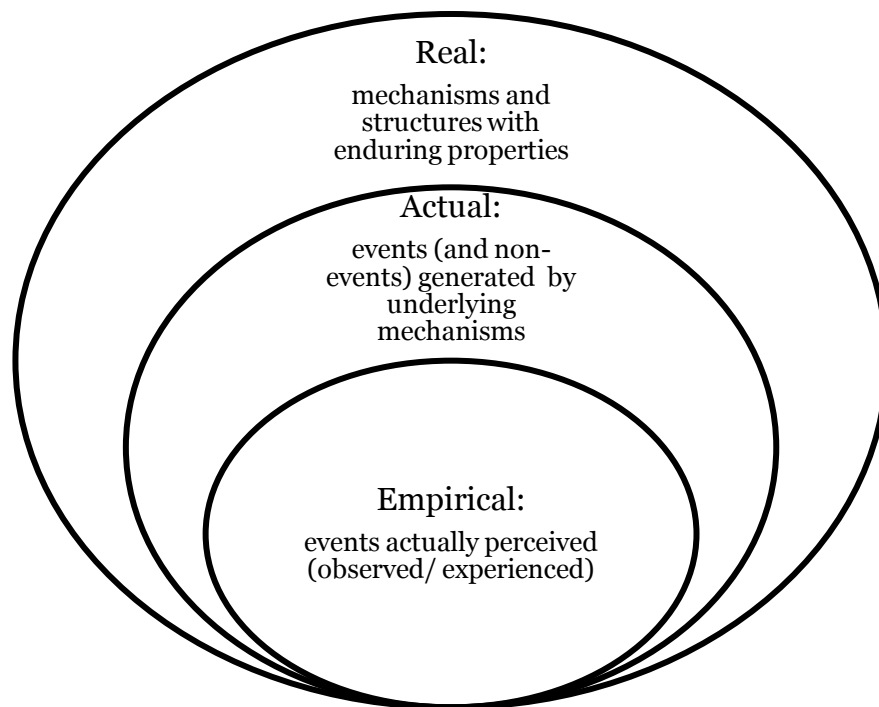 Real:
mechanisms and
structures with
enduring properties
Actual:
events (and non-
events) generated by
underlying
mechanisms
Empirical:
events actually perceived
(observed/ experienced)